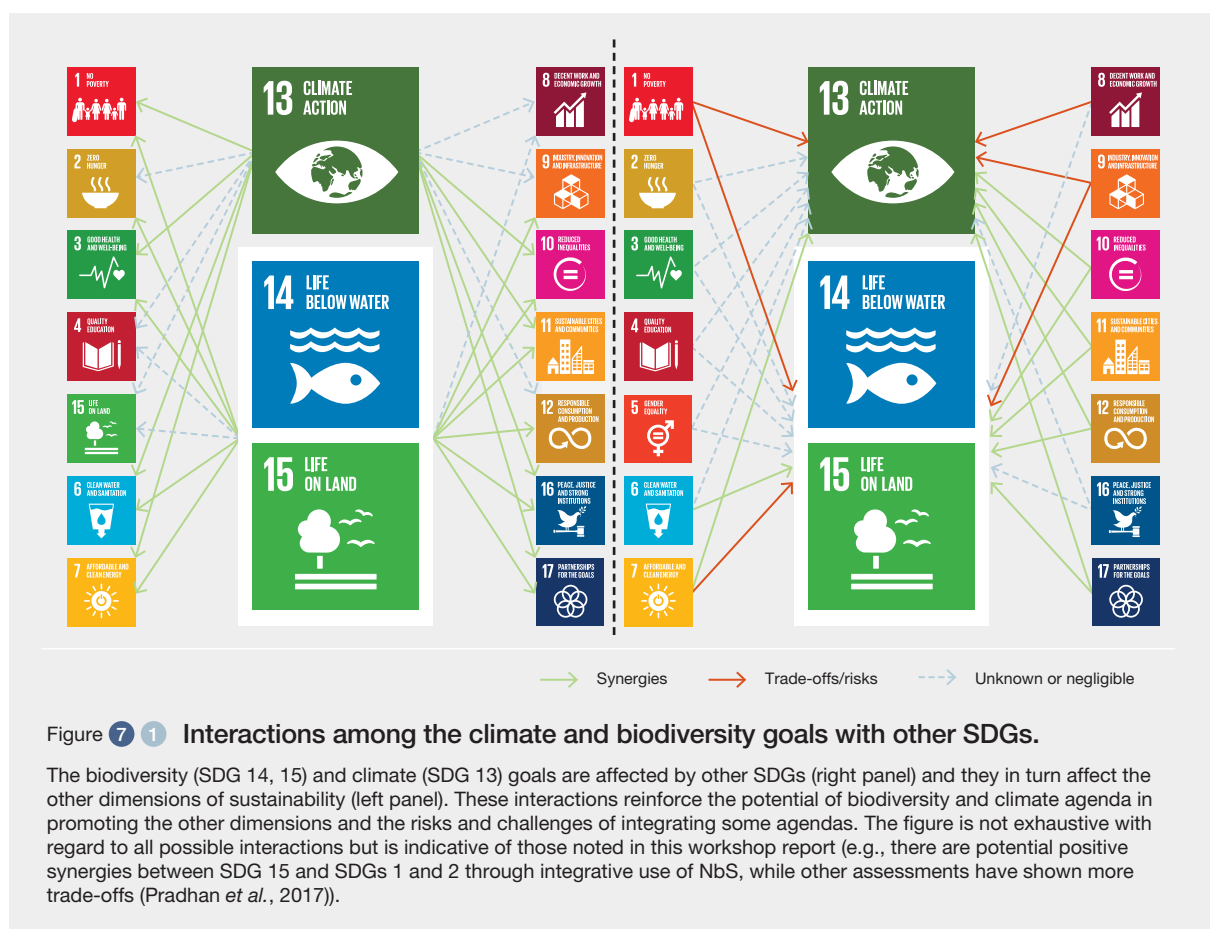 1 NO
POVERTY
2 ZERO
HUNGER
3 GOOD HEALTH
AND WELL-BEING
4 QUALITY
EDUCATION
15 LIFE
ON LAND
6 CLEAN WATER
AND SANITATION
7 AFFORDABLE AND
CLEAN ENERGY
13 CLIMATE
ACTION
14 LIFE
BELOW WATER
15 LIFE
ON LAND
8 DECENT WORK AND
ECONOMIC GROWTH
9 INDUSTRY, INNOVATION
AND INFRASTRUCTURE
10 REDUCED
INEQUALITIES
11 SUSTAINABLE CITIES
AND COMMUNITIES
12 RESPONSIBLE
CONSUMPTION
AND PRODUCTION
16 PEACE, JUSTICE
AND STRONG
INSTITUTIONS
17 PARTNERSHIPS
FOR THE GOALS
1 NO
POVERTY
2 ZERO
HUNGER
3 GOOD HEALTH
AND WELL-BEING
4 QUALITY
EDUCATION
5 GENDER
EQUALITY
6 CLEAN WATER
AND SANITATION
7 AFFORDABLE AND
CLEAN ENERGY
13 CLIMATE
ACTION
14 LIFE
BELOW WATER
15 LIFE
ON LAND
8 DECENT WORK AND
ECONOMIC GROWTH
9 INDUSTRY, INNOVATION
AND INFRASTRUCTURE
10 REDUCED
INEQUALITIES
11 SUSTAINABLE CITIES
AND COMMUNITIES
12 RESPONSIBLE
CONSUMPTION
AND PRODUCTION
16 PEACE, JUSTICE
AND STRONG
INSTITUTIONS
17 PARTNERSHIPS
FOR THE GOALS
Synergies Trade-offs/risks Unknown or negligible
Figure 7 1 Interactions among the climate and biodiversity goals with other SDGs.
The biodiversity (SDG 14, 15) and climate (SDG 13) goals are affected by other SDGs (right panel) and they in turn affect the
other dimensions of sustainability (left panel). These interactions reinforce the potential of biodiversity and climate agenda in
promoting the other dimensions and the risks and challenges of integrating some agendas. The figure is not exhaustive with
regard to all possible interactions but is indicative of those noted in this workshop report (e.g., there are potential positive
synergies between SDG 15 and SDGs 1 and 2 through integrative use of NbS, while other assessments have shown more
trade-offs (Pradhan et al., 2017)).